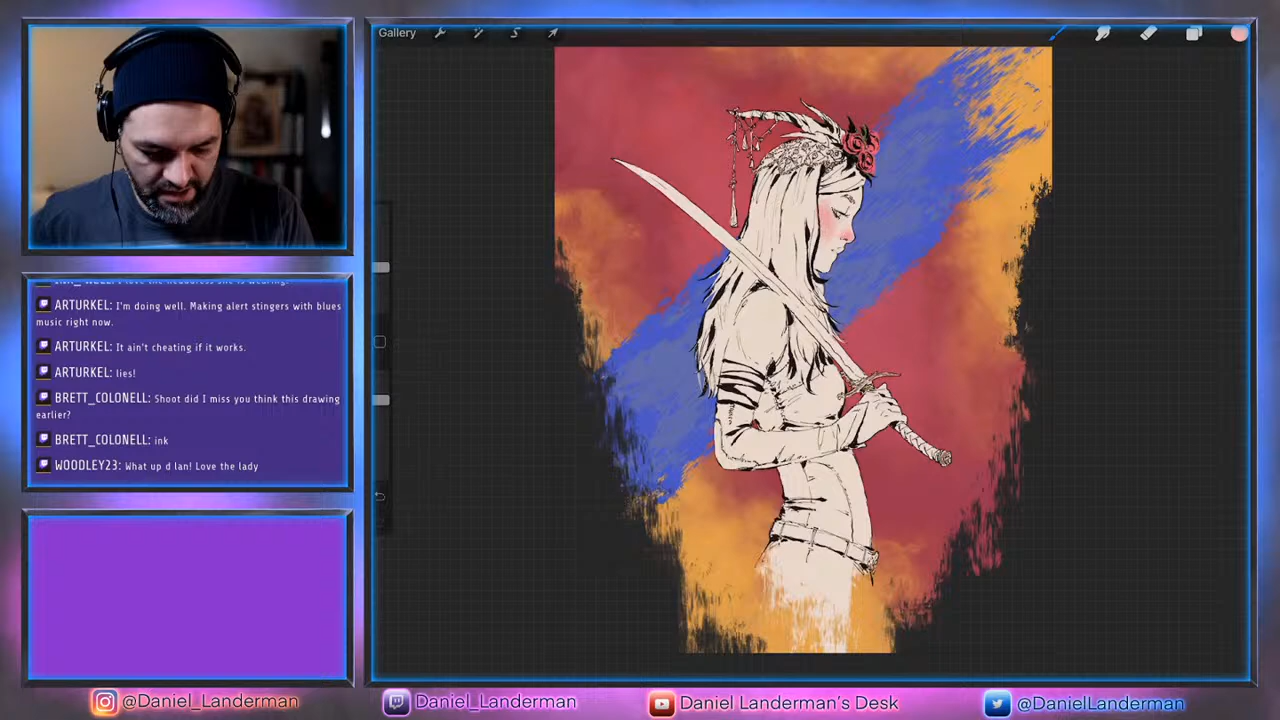 Gallery
ARTURKEL: I'm doing well. Making alert stingers with blues
music right now.
ARTURKEL: It ain't cheating if it works.
ARTURKEL: lies!
BRETT_COLONELL: Shoot did I miss you think this drawing
earlier?
BRETT_COLONELL: ink
WOODLEY23: What up d lan! Love the lady
@Daniel_Landerman
Daniel_Landerman
Daniel Landerman's Desk
@DanielLanderman